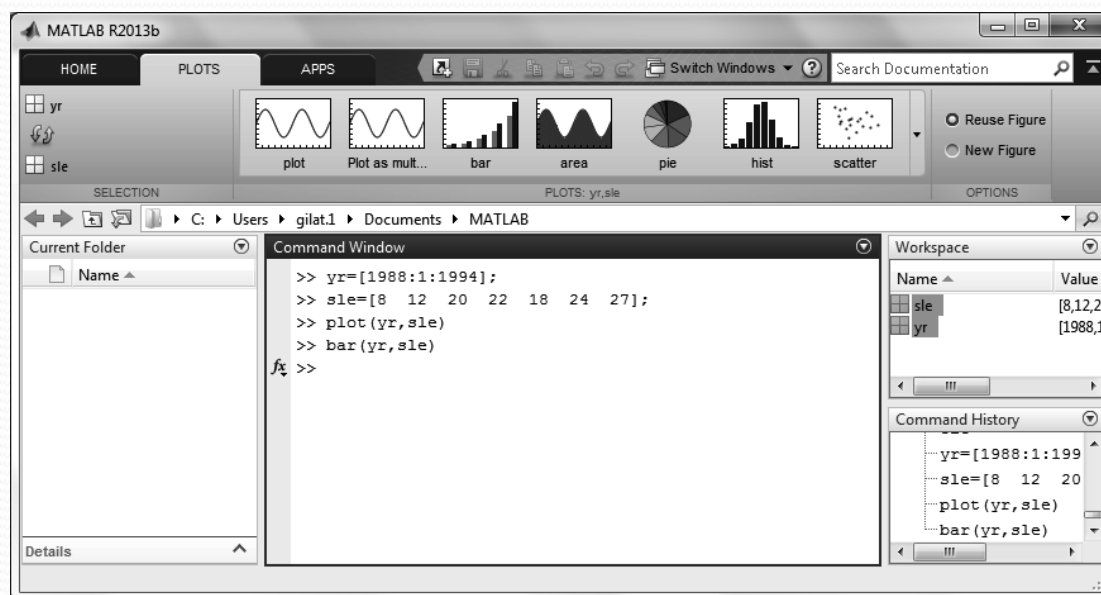 MATLAB R2013b
HOME PLOTS APPS Switch Windows ? Search Documentation
yr
sle
plot Plot as mult... bar area pie hist scatter
Reuse Figure
New Figure
SELECTION PLOTS: yr,sle OPTIONS
C: Users gilat.1 Documents MATLAB
Current Folder
Name
Details
Command Window
>> yr=[1988:1:1994];
>> sle=[8 12 20 22 18 24 27];
>> plot(yr,sle)
>> bar(yr,sle)
fx >>
Workspace
Name Value
sle [8,12,2
yr [1988,1
Command History
yr=[1988:1:199
sle=[8 12 20
plot(yr,sle)
bar(yr,sle)